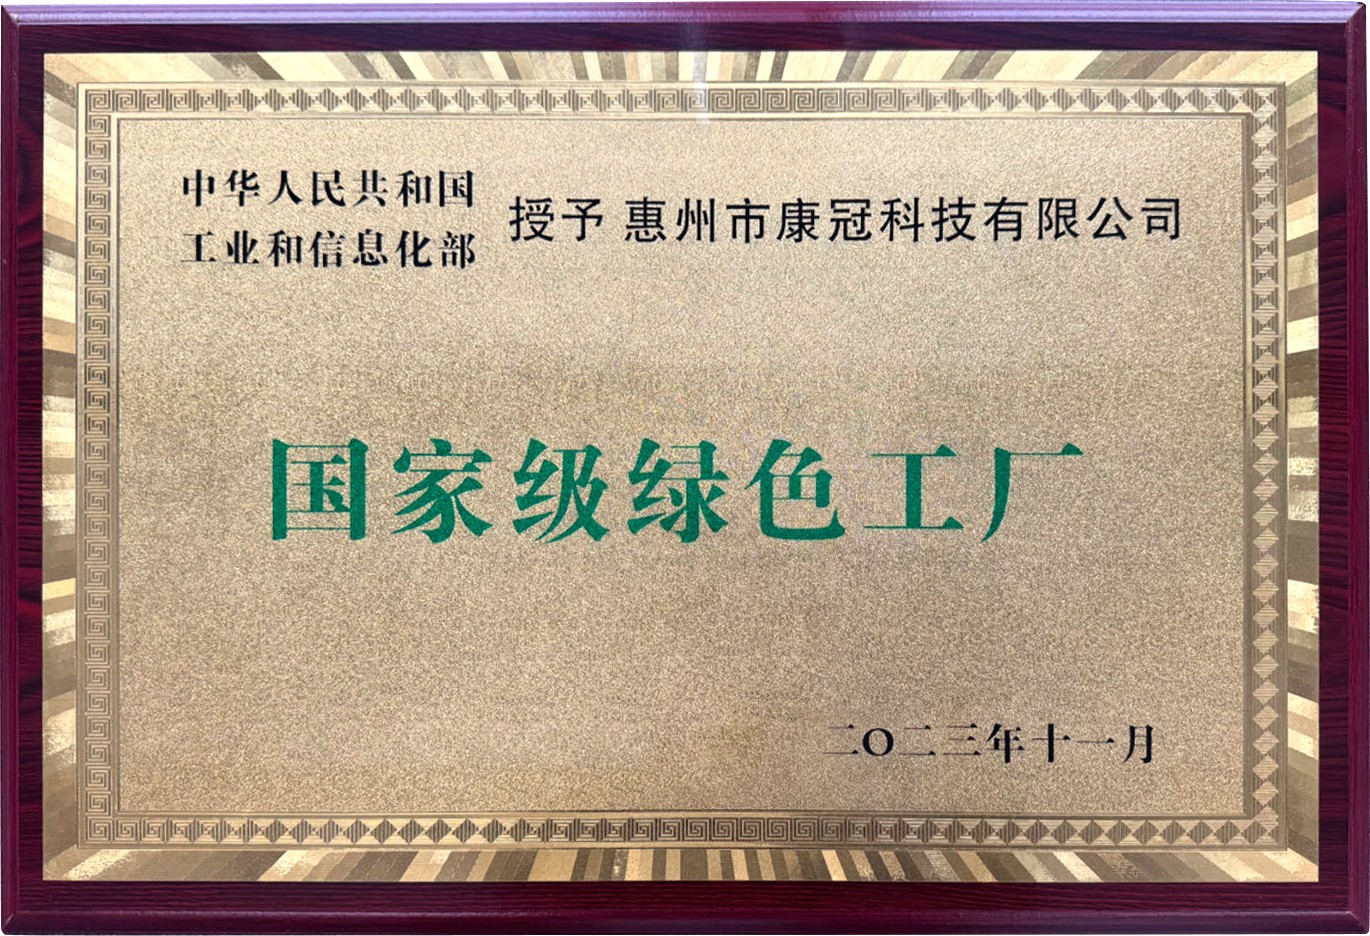 中华人民共和国
工业和信息化部
授予 惠州市康冠科技有限公司
国家级绿色工厂
二〇二三年十一月